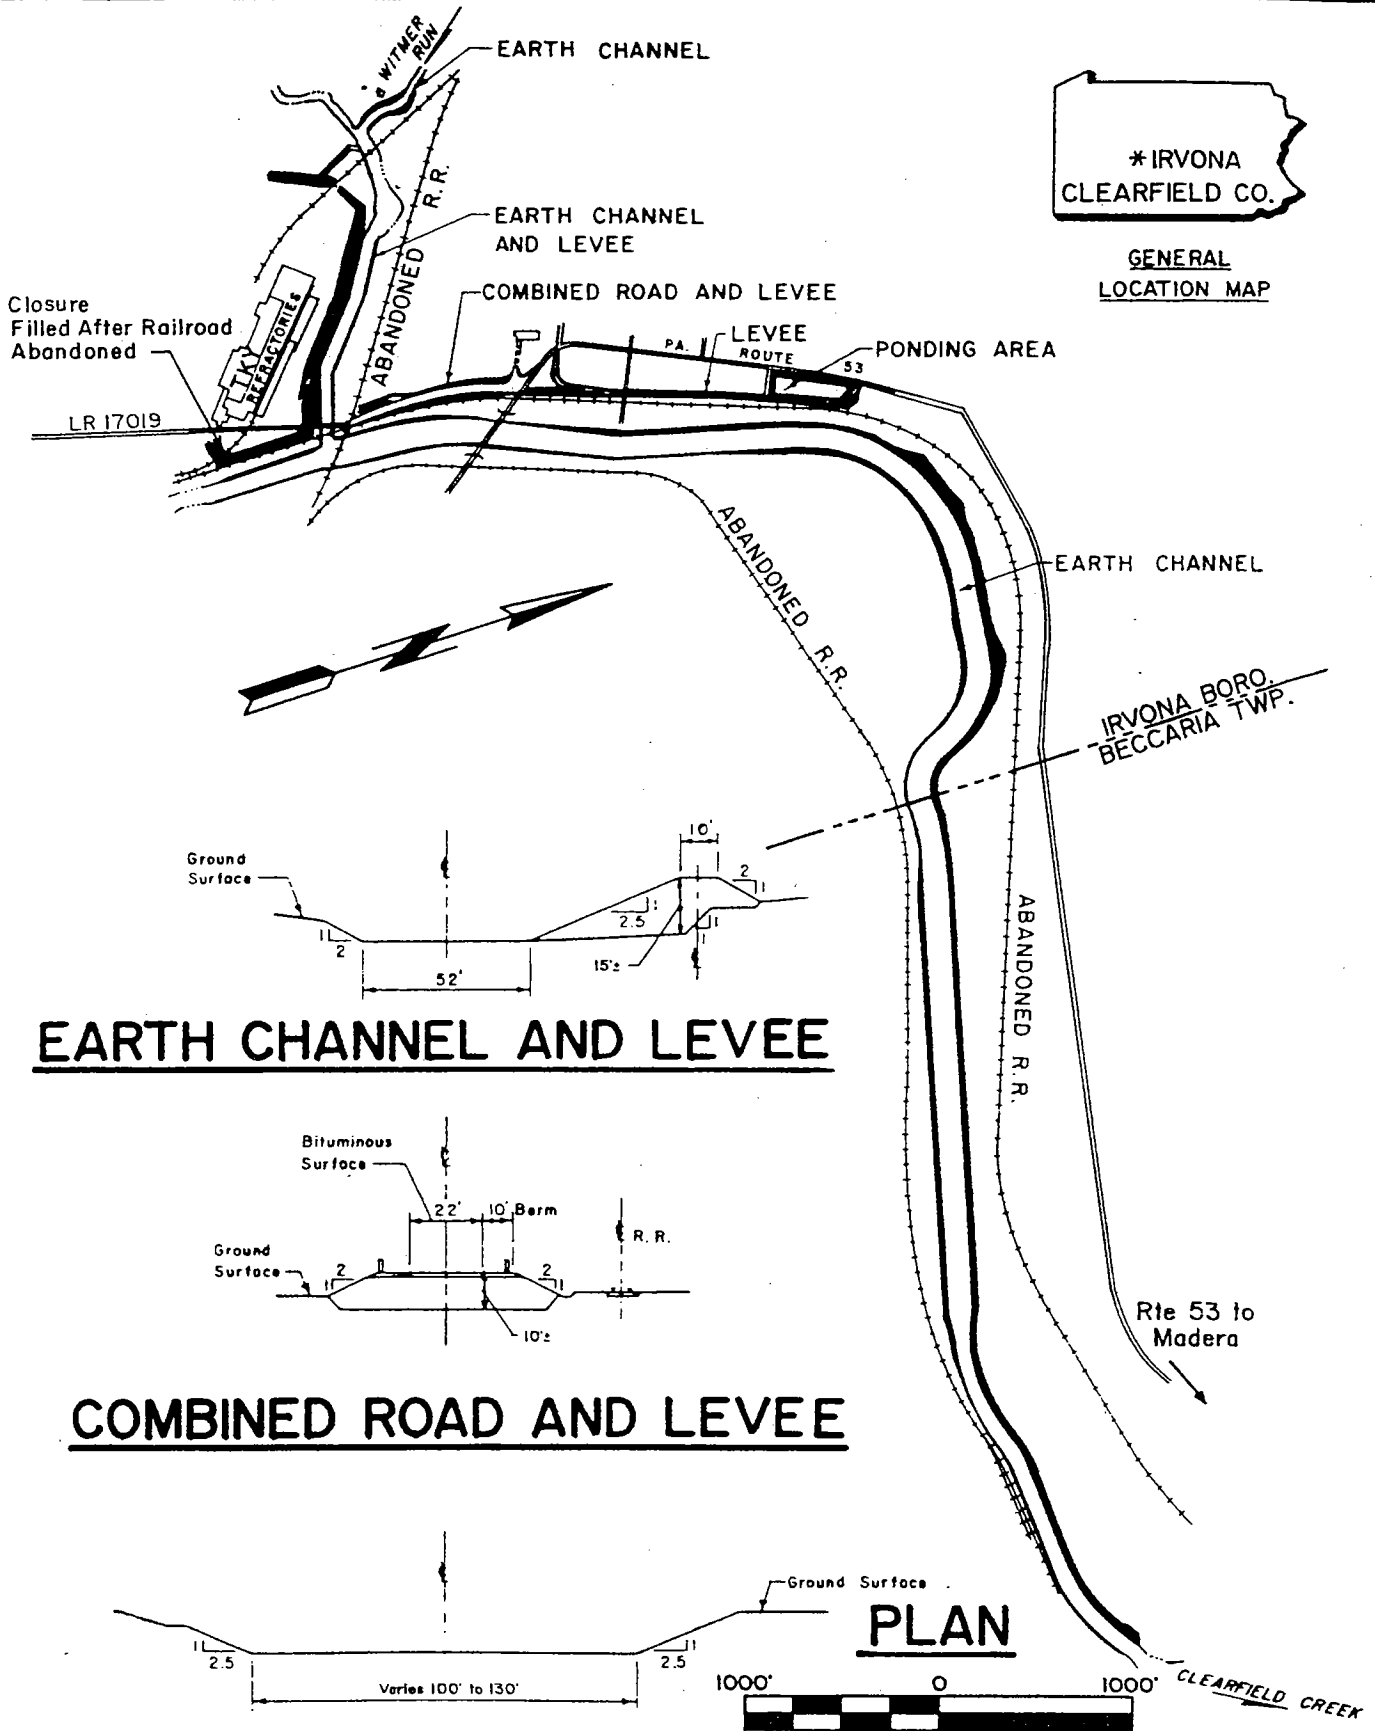 WITMER
RUN
EARTH CHANNEL
* IRVONA
CLEARFIELD CO.
GENERAL
LOCATION MAP
ABANDONED R.R.
EARTH CHANNEL
AND LEVEE
COMBINED ROAD AND LEVEE
Closure
Filled After Railroad
Abandoned
TKY
REFRACTORIES
LR 17019
LEVEE
PA. ROUTE 53
PONDING AREA
ABANDONED R.R.
EARTH CHANNEL
IRVONA BORO.
BECCARIA TWP.
ABANDONED R.R.
Ground
Surface
10'
2
1
1
2.5
1
2
1
1
15'±
52'
EARTH CHANNEL AND LEVEE
Bituminous
Surface
22'
10' Berm
R. R.
Ground
Surface
1
2
2
1
10'±
COMBINED ROAD AND LEVEE
Rte 53 to
Madera
Ground Surface
1
2.5
1
2.5
Varies 100' to 130'
PLAN
1000' 0 1000'
CLEARFIELD CREEK